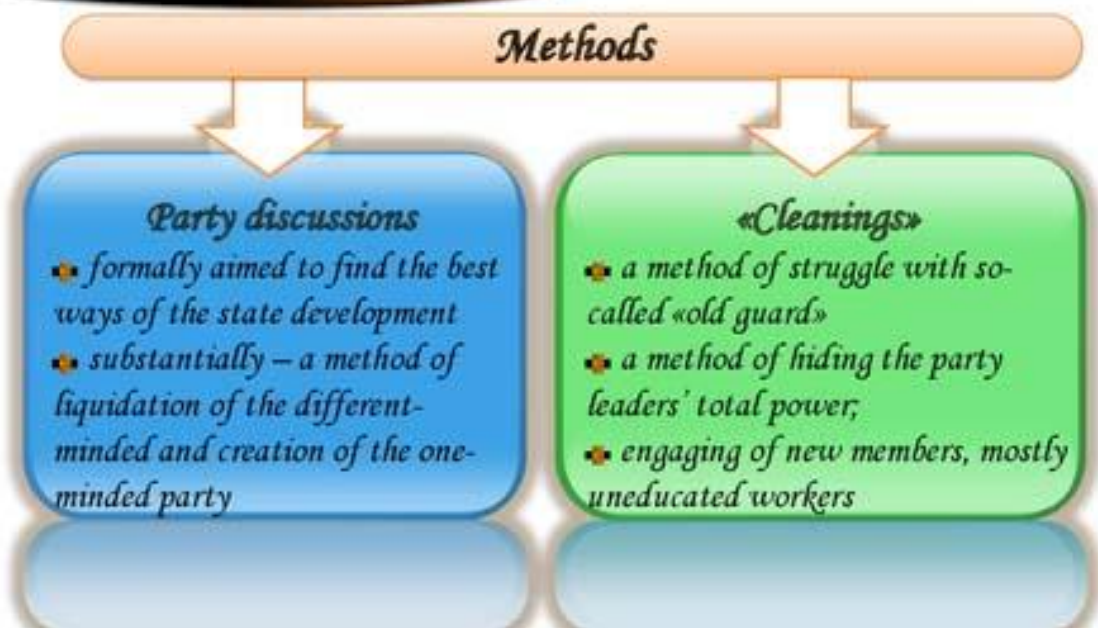 Methods
Party discussions
formally aimed to find the best
ways of the state development
substantially – a method of
liquidation of the different-
minded and creation of the one-
minded party
«Cleanings»
a method of struggle with so-
called «old guard»
a method of hiding the party
leaders' total power;
engaging of new members, mostly
uneducated workers